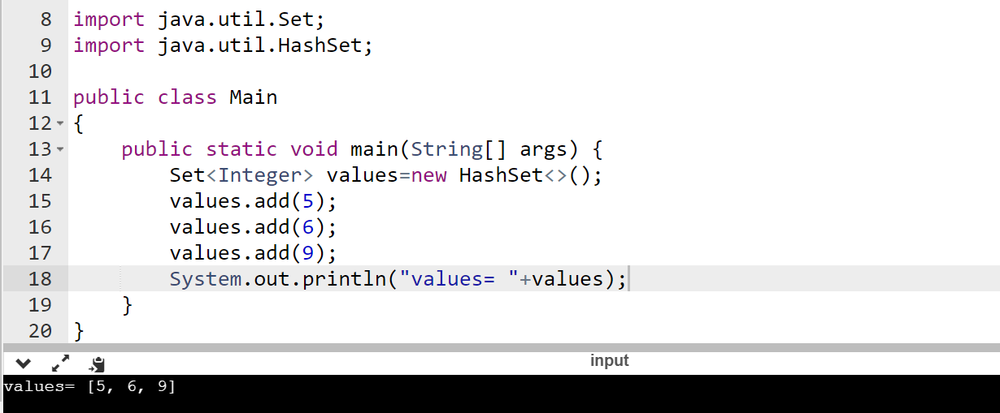 8 import java.util.Set;
9 import java.util.HashSet;
10
11 public class Main
12 {
13     public static void main(String[] args) {
14         Set<Integer> values=new HashSet<>();
15         values.add(5);
16         values.add(6);
17         values.add(9);
18         System.out.println("values= "+values);
19     }
20 }
input
values= [5, 6, 9]